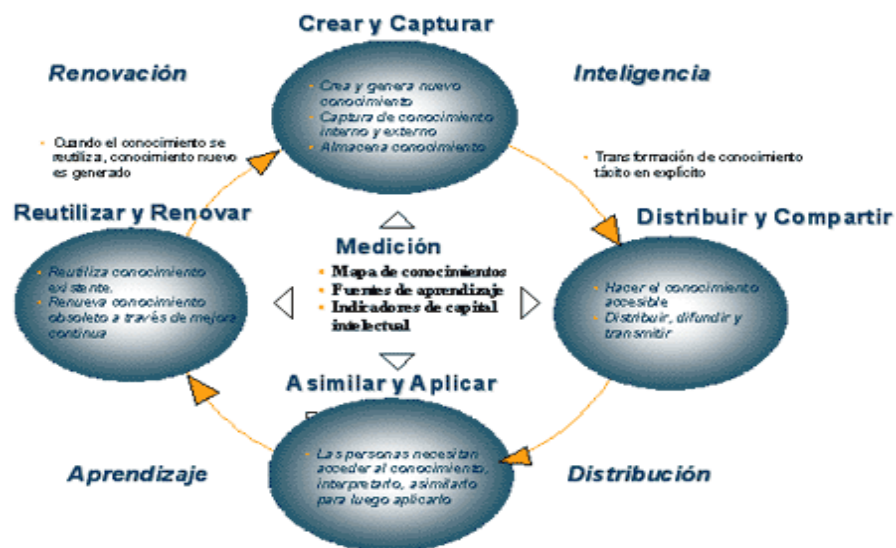 Crear y Capturar
Renovación
Inteligencia
Crea y genera nuevo
conocimiento
Captura de conocimiento
interno y externo
Almacena conocimiento
Cuando el conocimiento se
reutiliza, conocimiento nuevo
es generado
Transformación de conocimiento
tácito en explícito
Reutilizar y Renovar
Distribuir y Compartir
Medición
Mapa de conocimientos
Fuentes de aprendizaje
Indicadores de capital
intelectual
Reutiliza conocimiento
existente.
Renueva conocimiento
obsoleto a través de mejora
continua
Hacer el conocimiento
accesible
Distribuir, difundir y
transmitir
Asimilar y Aplicar
Las personas necesitan
acceder al conocimiento,
interpretarlo, asimilarlo
para luego aplicarlo
Aprendizaje
Distribución